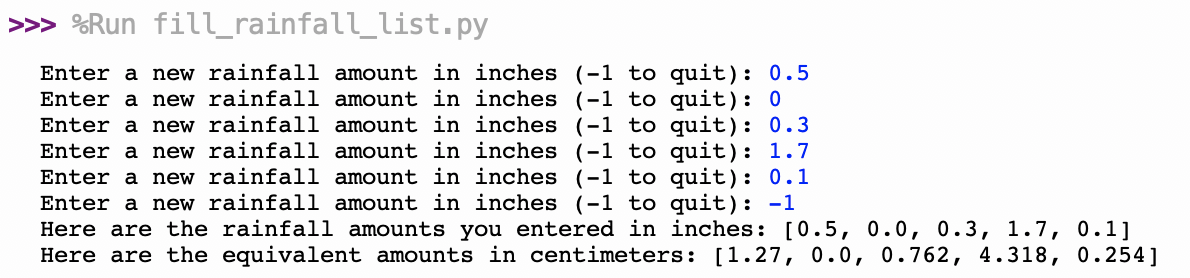 >>> %Run fill_rainfall_list.py
Enter a new rainfall amount in inches (-1 to quit): 0.5
Enter a new rainfall amount in inches (-1 to quit): 0
Enter a new rainfall amount in inches (-1 to quit): 0.3
Enter a new rainfall amount in inches (-1 to quit): 1.7
Enter a new rainfall amount in inches (-1 to quit): 0.1
Enter a new rainfall amount in inches (-1 to quit): -1
Here are the rainfall amounts you entered in inches: [0.5, 0.0, 0.3, 1.7, 0.1]
Here are the equivalent amounts in centimeters: [1.27, 0.0, 0.762, 4.318, 0.254]